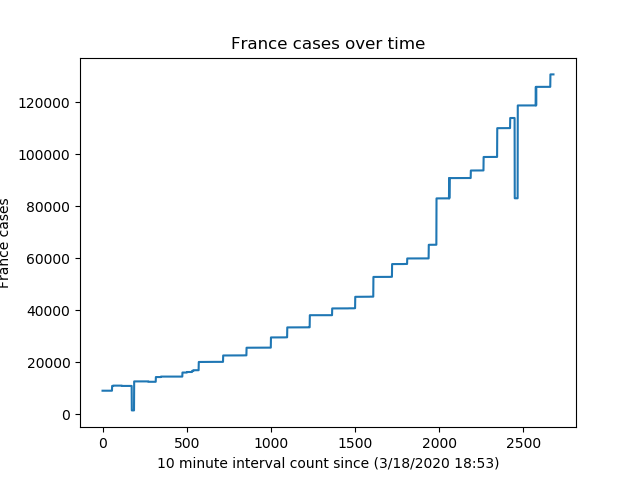 France cases over time
France cases
120000
100000
80000
60000
40000
20000
0
0 500 1000 1500 2000 2500
10 minute interval count since (3/18/2020 18:53)